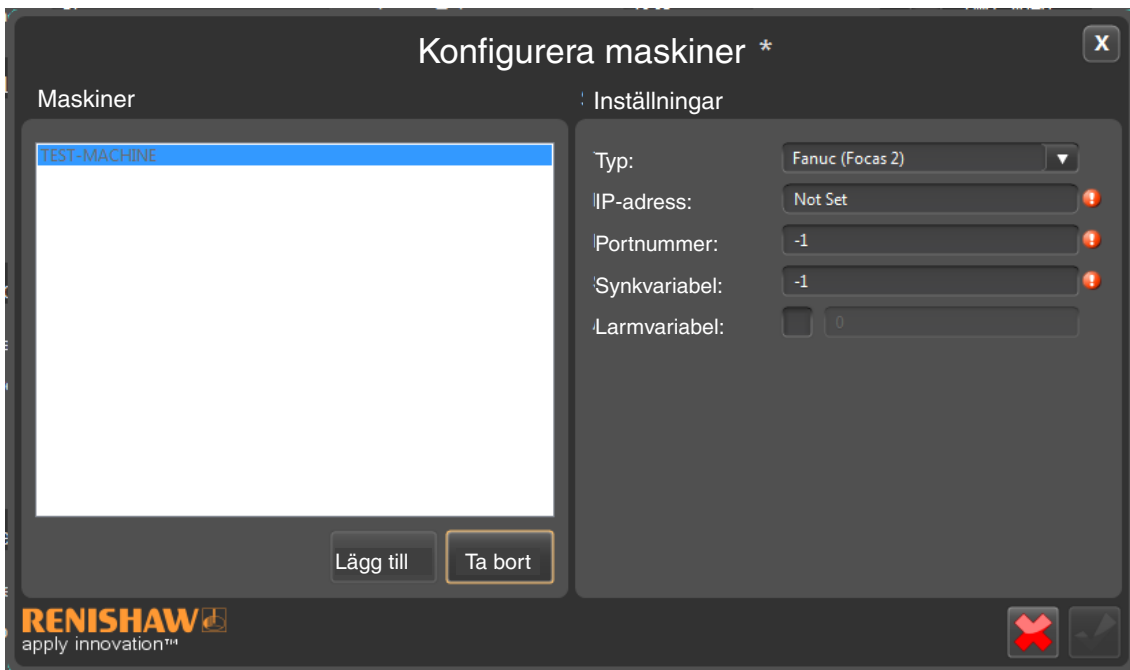 Konfigurera maskiner *
X
Maskiner
Inställningar
TEST-MACHINE
Typ: Fanuc (Focas 2)
IP-adress: Not Set
Portnummer: -1
Synkvariabel: -1
Larmvariabel: 0
Lägg till
Ta bort
RENISHAW
apply innovation™